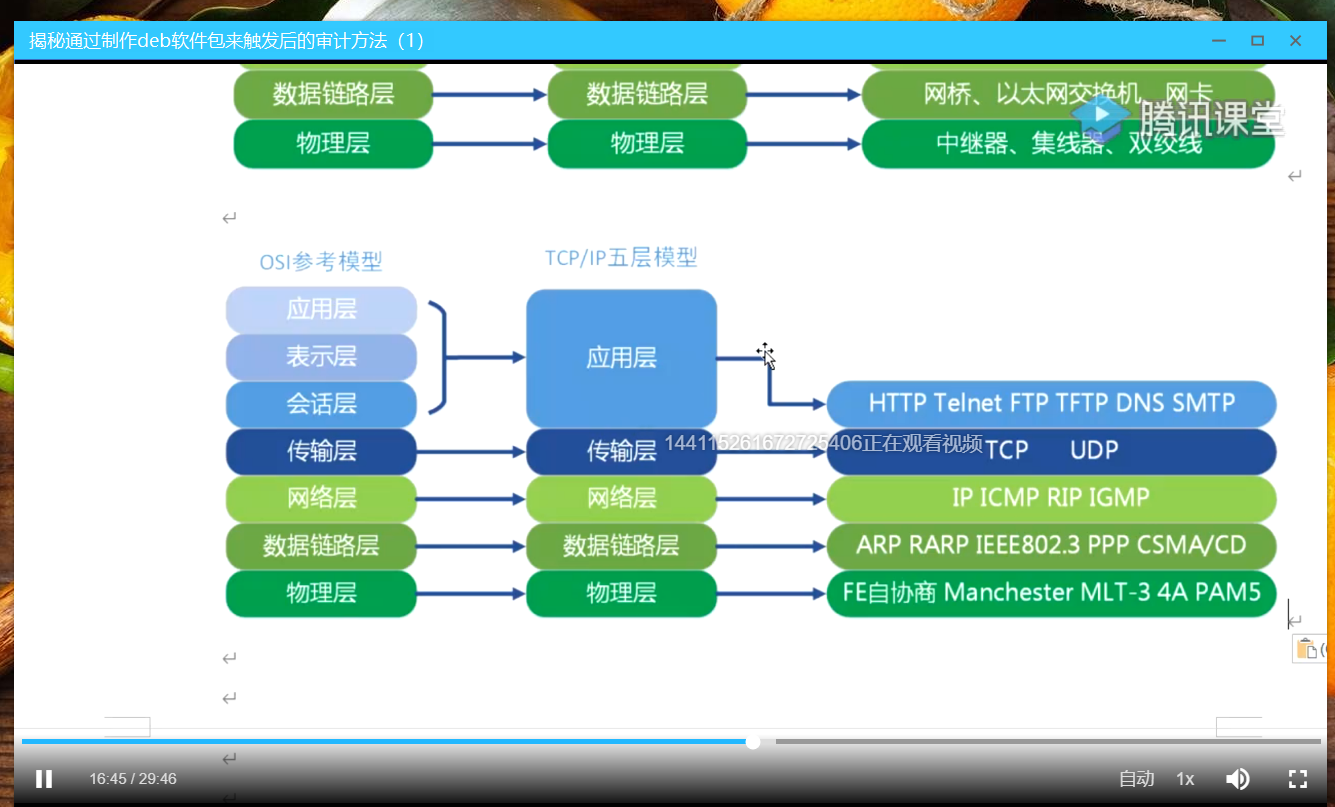 揭秘通过制作deb软件包来触发后的审计方法（1）
数据链路层 数据链路层 网桥、以太网交换机、网卡
腾讯课堂
物理层 物理层 中继器、集线器、双绞线
OSI参考模型 TCP/IP五层模型
应用层
表示层 应用层
会话层 HTTP Telnet FTP TFTP DNS SMTP
144115261672725406正在观看视频
传输层 传输层 TCP UDP
网络层 网络层 IP ICMP RIP IGMP
数据链路层 数据链路层 ARP RARP IEEE802.3 PPP CSMA/CD
物理层 物理层 FE自协商 Manchester MLT-3 4A PAM5
16:45 / 29:46 自动 1x